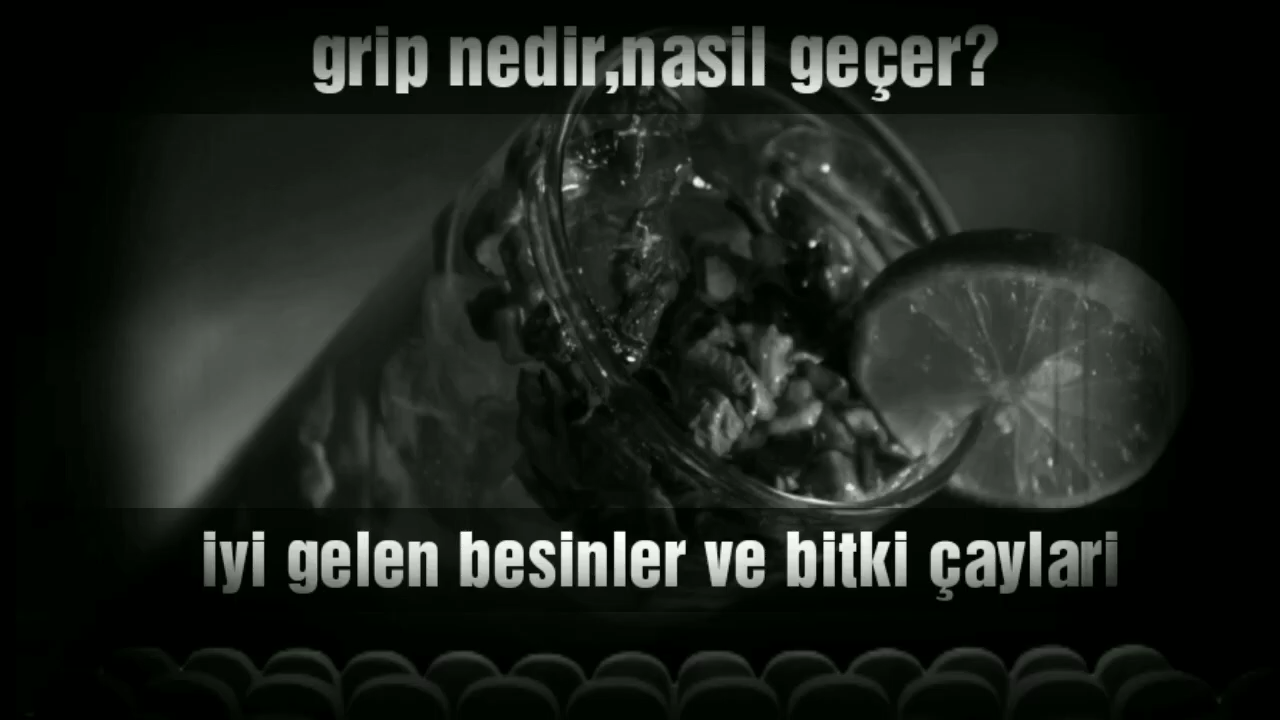 grip nedir,nasil geçer?
iyi gelen besinler ve bitki çaylari